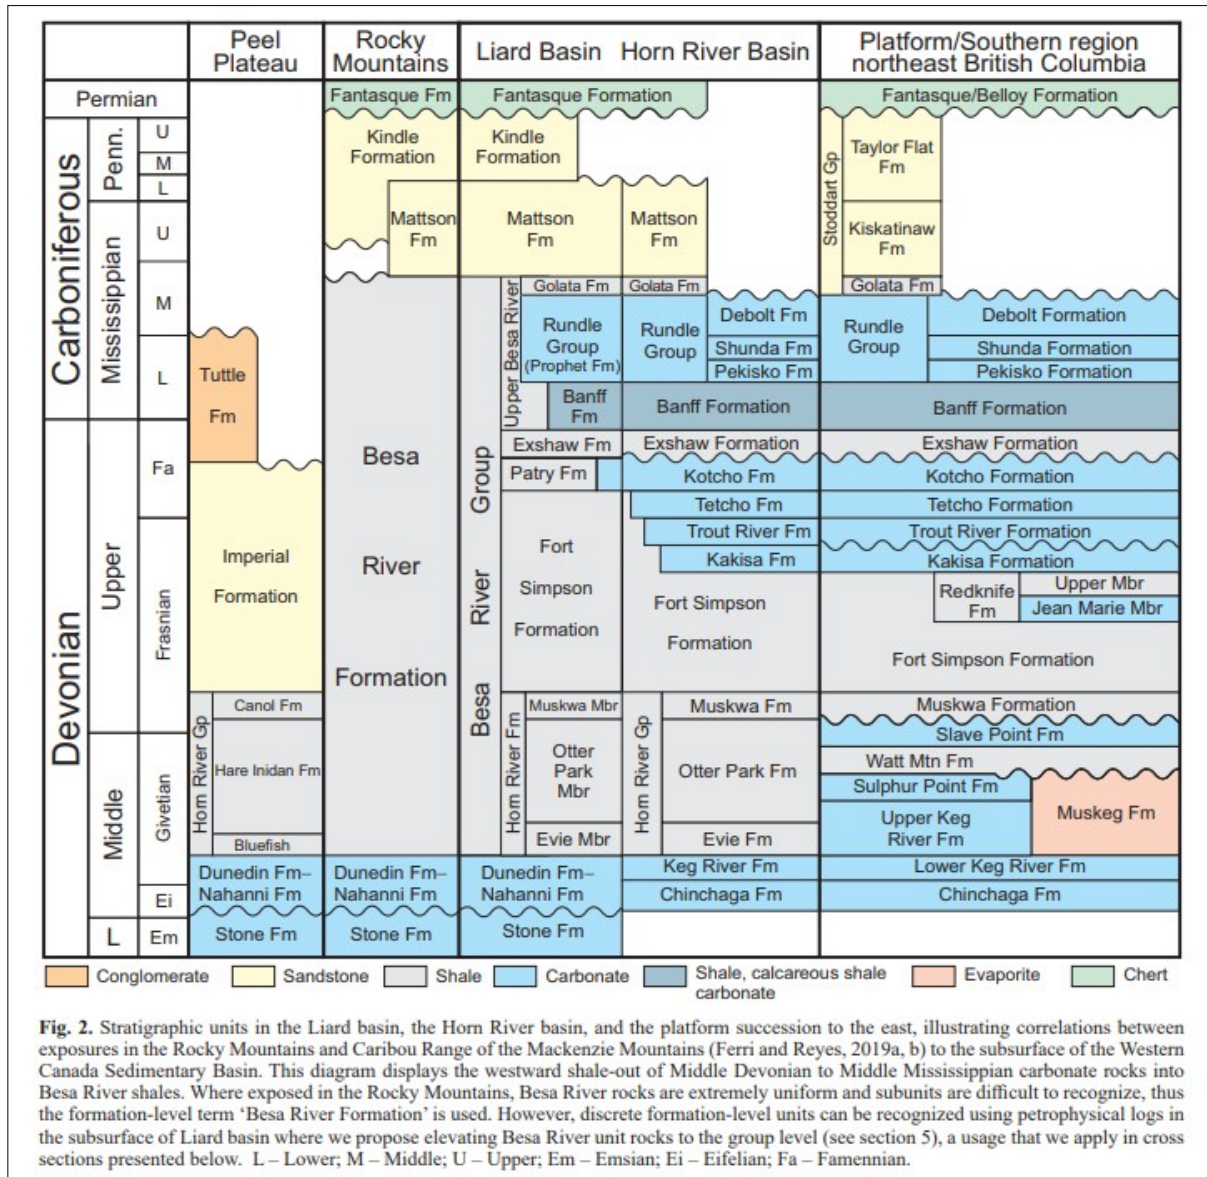 Peel
Plateau
Rocky
Mountains
Liard Basin
Horn River Basin
Platform/Southern region
northeast British Columbia
Permian
Carboniferous
Penn.
U
M
L
Mississippian
U
M
L
Devonian
Upper
Fa
Frasnian
Middle
Givetian
Ei
L
Em
Tuttle
Fm
Imperial
Formation
Horn River Gp
Canol Fm
Hare Inidan Fm
Bluefish
Dunedin Fm–
Nahanni Fm
Stone Fm
Fantasque Fm
Kindle
Formation
Mattson
Fm
Besa
River
Formation
Dunedin Fm–
Nahanni Fm
Stone Fm
Fantasque Formation
Kindle
Formation
Mattson
Fm
Besa River Group
Upper Besa River
Golata Fm
Rundle
Group
(Prophet Fm)
Banff
Fm
Exshaw Fm
Patry Fm
Fort
Simpson
Formation
Horn River Fm
Muskwa Mbr
Otter
Park
Mbr
Evie Mbr
Dunedin Fm–
Nahanni Fm
Stone Fm
Mattson
Fm
Golata Fm
Rundle
Group
Debolt Fm
Shunda Fm
Pekisko Fm
Banff Formation
Exshaw Formation
Kotcho Fm
Tetcho Fm
Trout River Fm
Kakisa Fm
Fort Simpson
Formation
Horn River Gp
Muskwa Fm
Otter Park Fm
Evie Fm
Keg River Fm
Chinchaga Fm
Fantasque/Belloy Formation
Stoddart Gp
Taylor Flat
Fm
Kiskatinaw
Fm
Golata Fm
Rundle
Group
Debolt Formation
Shunda Formation
Pekisko Formation
Banff Formation
Exshaw Formation
Kotcho Formation
Tetcho Formation
Trout River Formation
Kakisa Formation
Redknife
Fm
Upper Mbr
Jean Marie Mbr
Fort Simpson Formation
Muskwa Formation
Slave Point Fm
Watt Mtn Fm
Sulphur Point Fm
Upper Keg
River Fm
Muskeg Fm
Lower Keg River Fm
Chinchaga Fm
Conglomerate
Sandstone
Shale
Carbonate
Shale, calcareous shale
carbonate
Evaporite
Chert
Fig. 2. Stratigraphic units in the Liard basin, the Horn River basin, and the platform succession to the east, illustrating correlations between
exposures in the Rocky Mountains and Caribou Range of the Mackenzie Mountains (Ferri and Reyes, 2019a, b) to the subsurface of the Western
Canada Sedimentary Basin. This diagram displays the westward shale-out of Middle Devonian to Middle Mississippian carbonate rocks into
Besa River shales. Where exposed in the Rocky Mountains, Besa River rocks are extremely uniform and subunits are difficult to recognize, thus
the formation-level term ‘Besa River Formation’ is used. However, discrete formation-level units can be recognized using petrophysical logs in
the subsurface of Liard basin where we propose elevating Besa River unit rocks to the group level (see section 5), a usage that we apply in cross
sections presented below. L – Lower; M – Middle; U – Upper; Em – Emsian; Ei – Eifelian; Fa – Famennian.